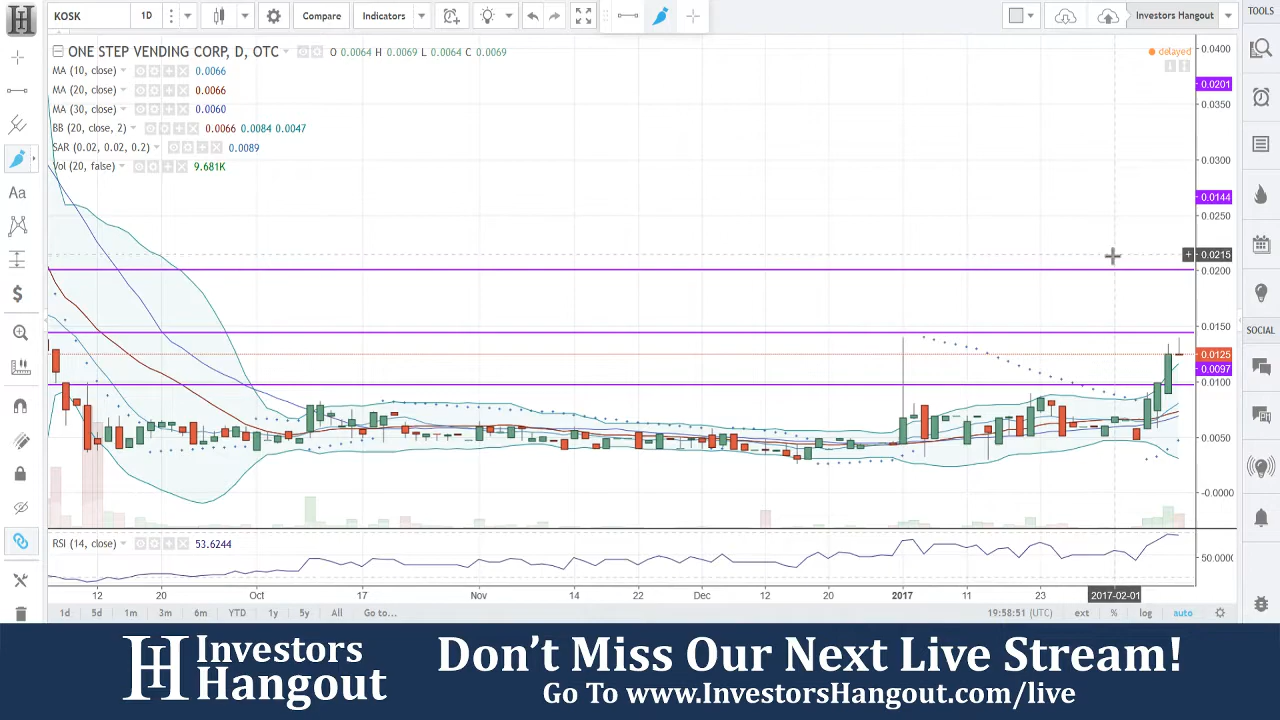 KOSK 1D Compare Indicators Investors Hangout TOOLS
ONE STEP VENDING CORP, D, OTC O 0.0064 H 0.0069 L 0.0064 C 0.0069 delayed
MA (10, close) 0.0066
MA (20, close) 0.0066
MA (30, close) 0.0060
BB (20, close, 2) 0.0066 0.0084 0.0047
SAR (0.02, 0.02, 0.2) 0.0089
Vol (20, false) 9.681K
Aa
$
0.0400
0.0201
0.0350
0.0300
0.0144
0.0250
0.0215
0.0200
0.0150
0.0125
0.0097
0.0100
0.0050
-0.0000
SOCIAL
RSI (14, close) 53.6244
50.0000
12 20 Oct 17 Nov 14 22 Dec 12 20 2017 11 23 2017-02-01
1d 5d 1m 3m 6m YTD 1y 5y All Go to... 19:58:51 (UTC) ext % log auto
H Investors Hangout
Don't Miss Our Next Live Stream!
Go To www.InvestorsHangout.com/live